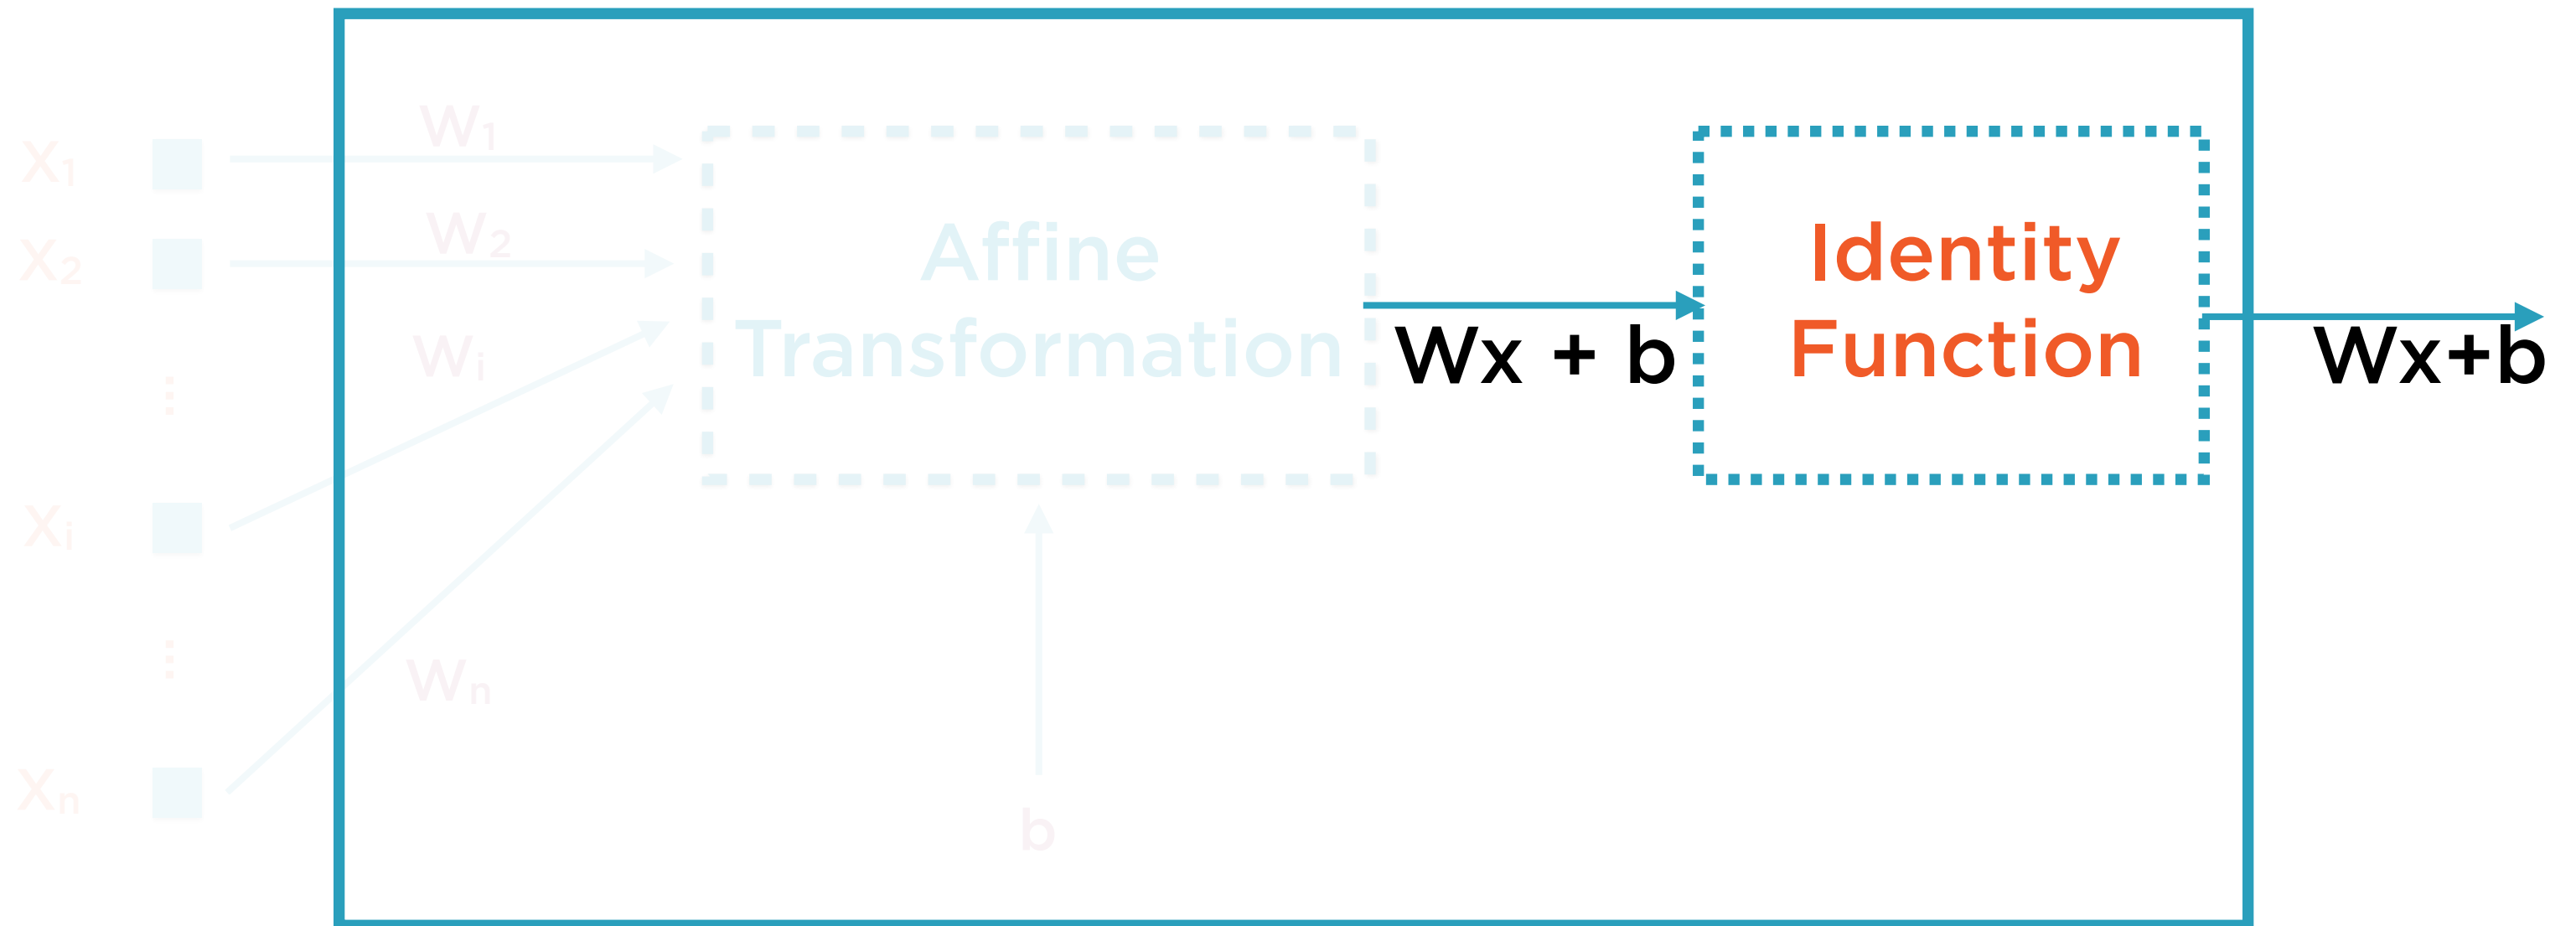 W₁
X₁
W₂
X₂
Affine
Transformation
Wᵢ
⋮
Wx + b
Identity
Function
Wx+b
Xᵢ
⋮
Wₙ
Xₙ
b